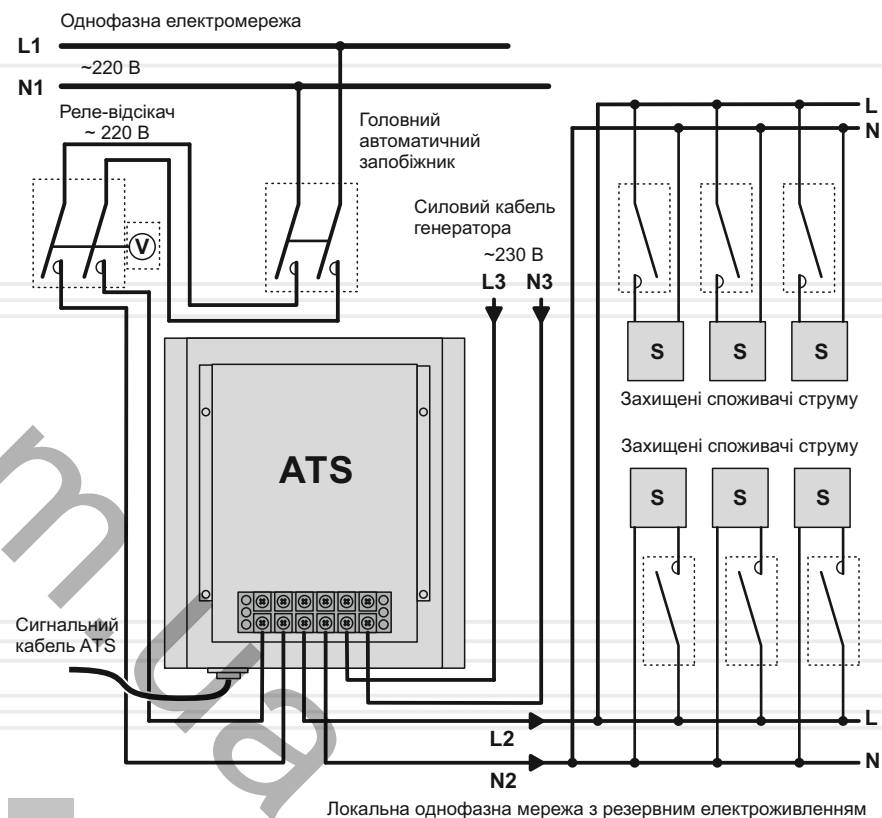 Однофазна електромережа
L1
~220 В
N1
Реле-відсікач
~ 220 В
Головний
автоматичний
запобіжник
L
N
Силовий кабель
генератора
~230 В
L3 N3
V
S S S
Захищені споживачі струму
Захищені споживачі струму
S S S
ATS
Сигнальний
кабель ATS
L2
L
N2
N
Локальна однофазна мережа з резервним електроживленням
m.ua